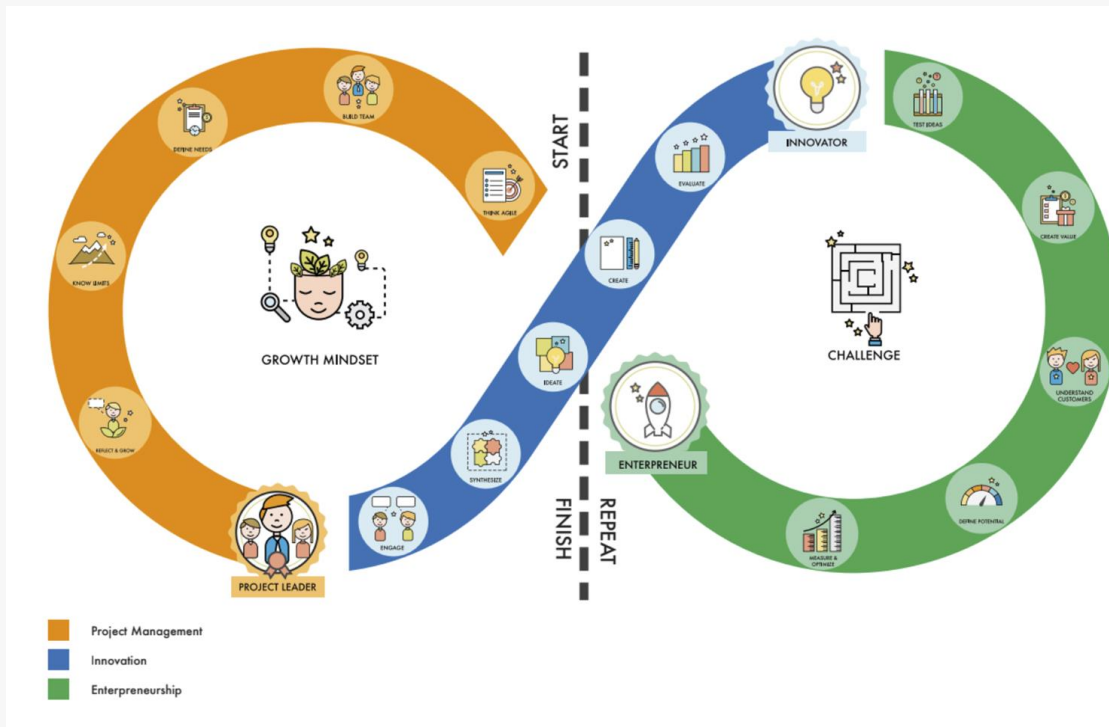 START
THINK AGILE
BUILD TEAM
DEFINE NEEDS
KNOW LIMITS
REFLECT & GROW
PROJECT LEADER
GROWTH MINDSET
ENGAGE
SYNTHESIZE
IDEATE
CREATE
EVALUATE
INNOVATOR
TEST IDEAS
CREATE VALUE
UNDERSTAND
CUSTOMERS
DEFINE POTENTIAL
MEASURE &
OPTIMIZE
ENTERPRENEUR
CHALLENGE
FINISH
REPEAT
Project Management
Innovation
Enterpreneurship